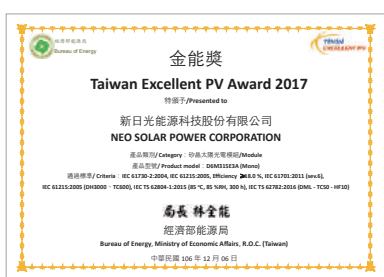 經濟部能源局
Bureau of Energy
TAIWAN
EXCELLENT PV
金能獎
Taiwan Excellent PV Award 2017
特頒予/Presented to
新日光能源科技股份有限公司
NEO SOLAR POWER CORPORATION
產品類別/Category：矽晶太陽光電模組/Module
產品型號/ Product model：D6M315E3A (Mono)
通過標準/ Criteria：IEC 61730-2:2004, IEC 61215:2005, Efficiency ≥18.0 %, IEC 61701:2011 (sev.6),
IEC 61215:2005 (DH3000、TC600), IEC TS 62804-1:2015 (85 °C, 85 %RH, 300 h), IEC TS 62782:2016 (DML - TC50 - HF10)
局長 林全能
經濟部能源局
Bureau of Energy, Ministry of Economic Affairs, R.O.C. (Taiwan)
中華民國 106 年 12 月 06 日